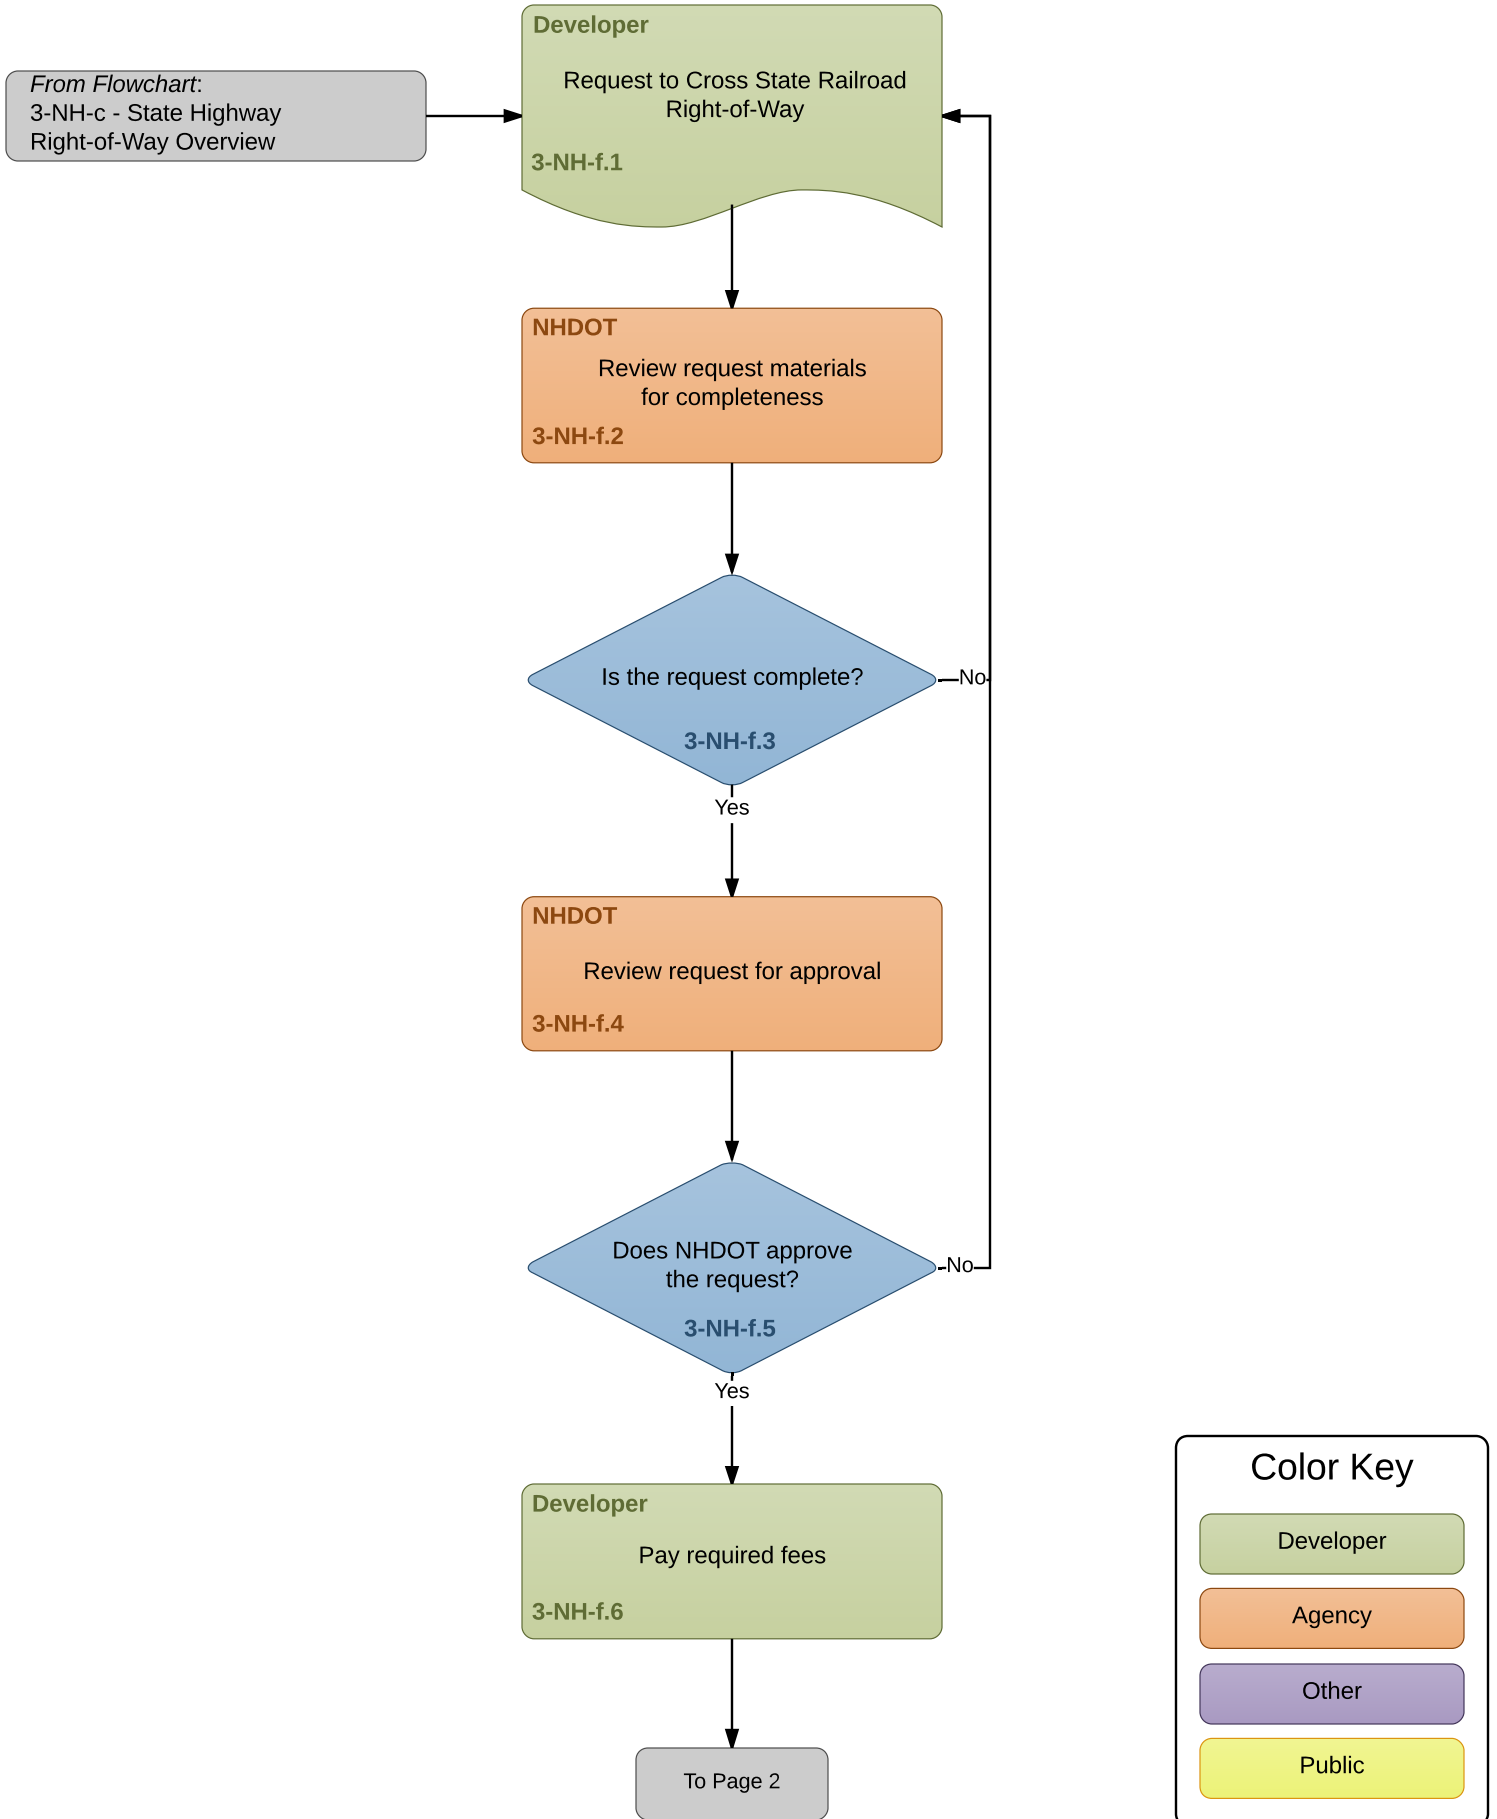 Developer
Request to Cross State Railroad
Right-of-Way
3-NH-f.1
From Flowchart:
3-NH-c - State Highway
Right-of-Way Overview
NHDOT
Review request materials
for completeness
3-NH-f.2
Is the request complete?
3-NH-f.3
No
Yes
NHDOT
Review request for approval
3-NH-f.4
Does NHDOT approve
the request?
3-NH-f.5
No
Yes
Developer
Pay required fees
3-NH-f.6
To Page 2
Color Key
Developer
Agency
Other
Public